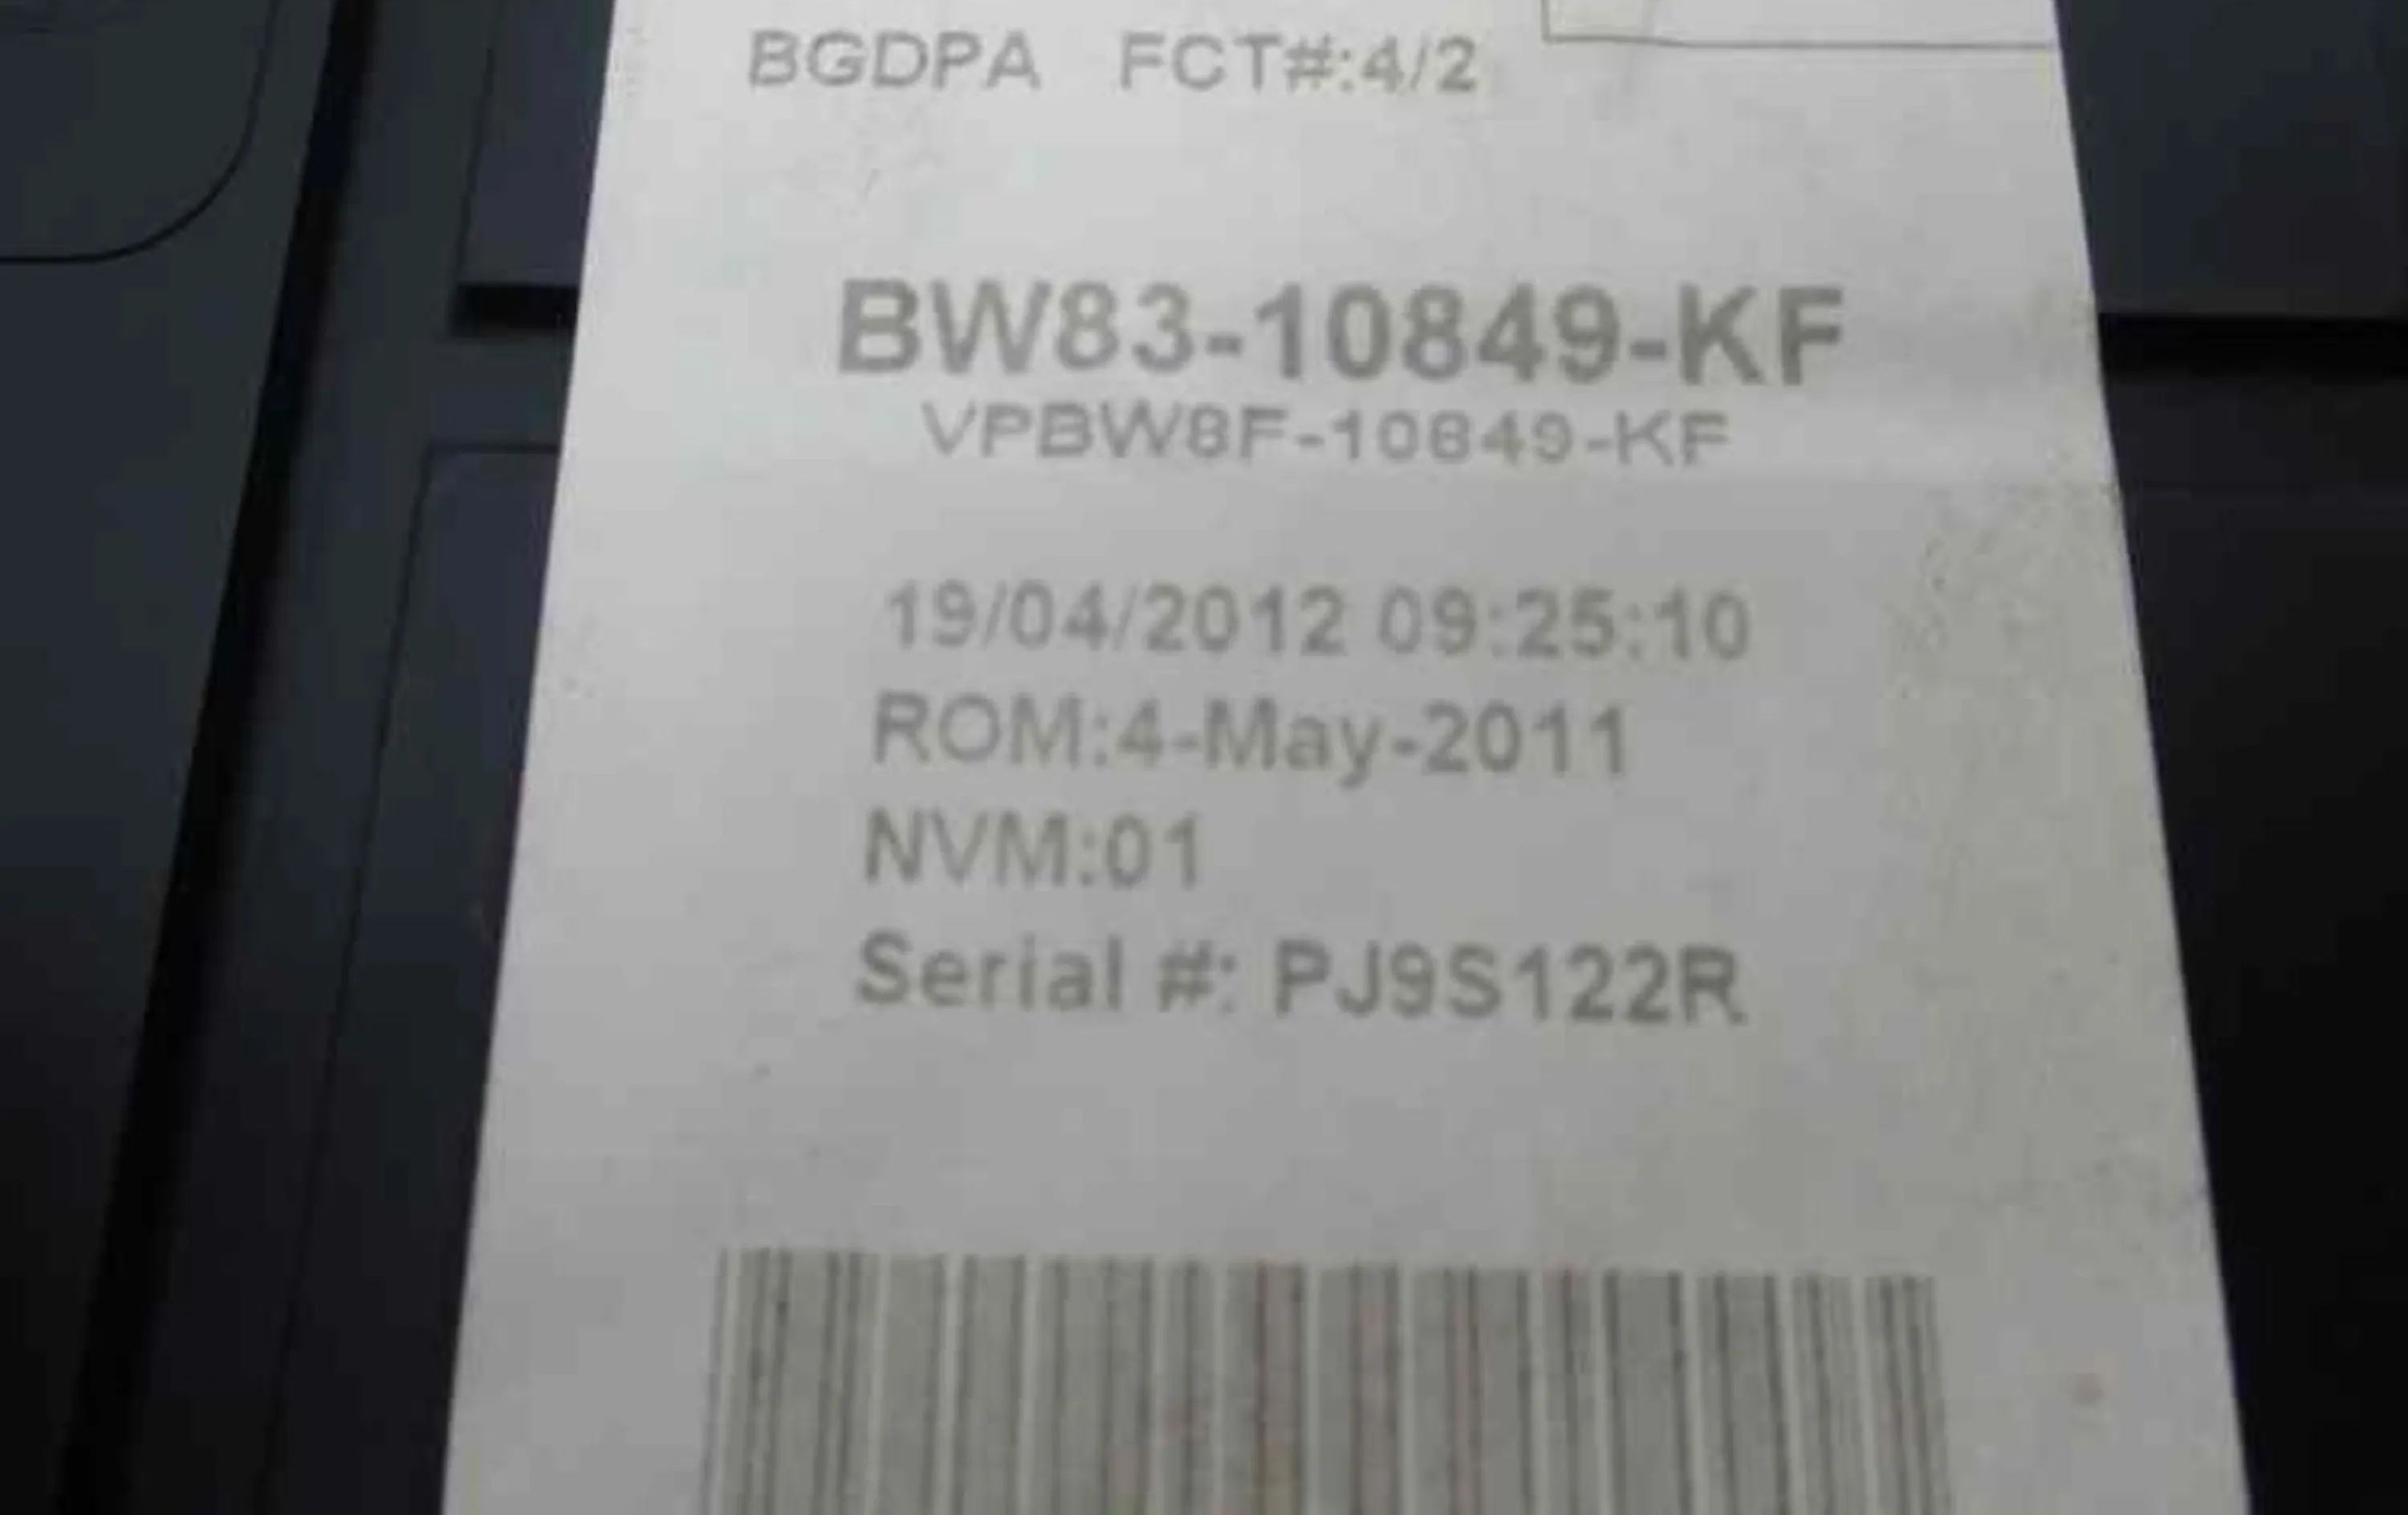 BGDPA FCT#:4/2
BW83-10849-KF
VPBW8F-10849-KF
19/04/2012 09:25:10
ROM:4-May-2011
NVM:01
Serial #: PJ9S122R